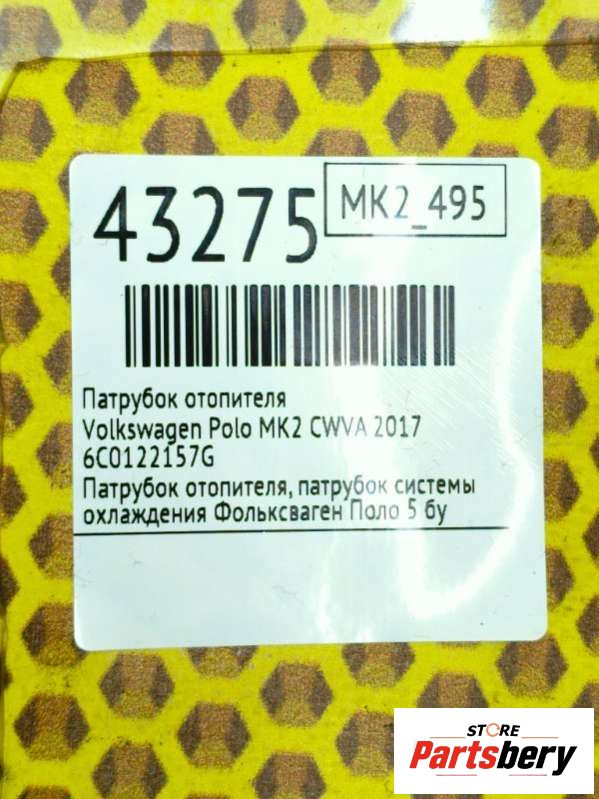 43275
MK2_495
Патрубок отопителя
Volkswagen Polo MK2 CWVA 2017
6C0122157G
Патрубок отопителя, патрубок системы
охлаждения Фольксваген Поло 5 бу
STORE
Partsbery